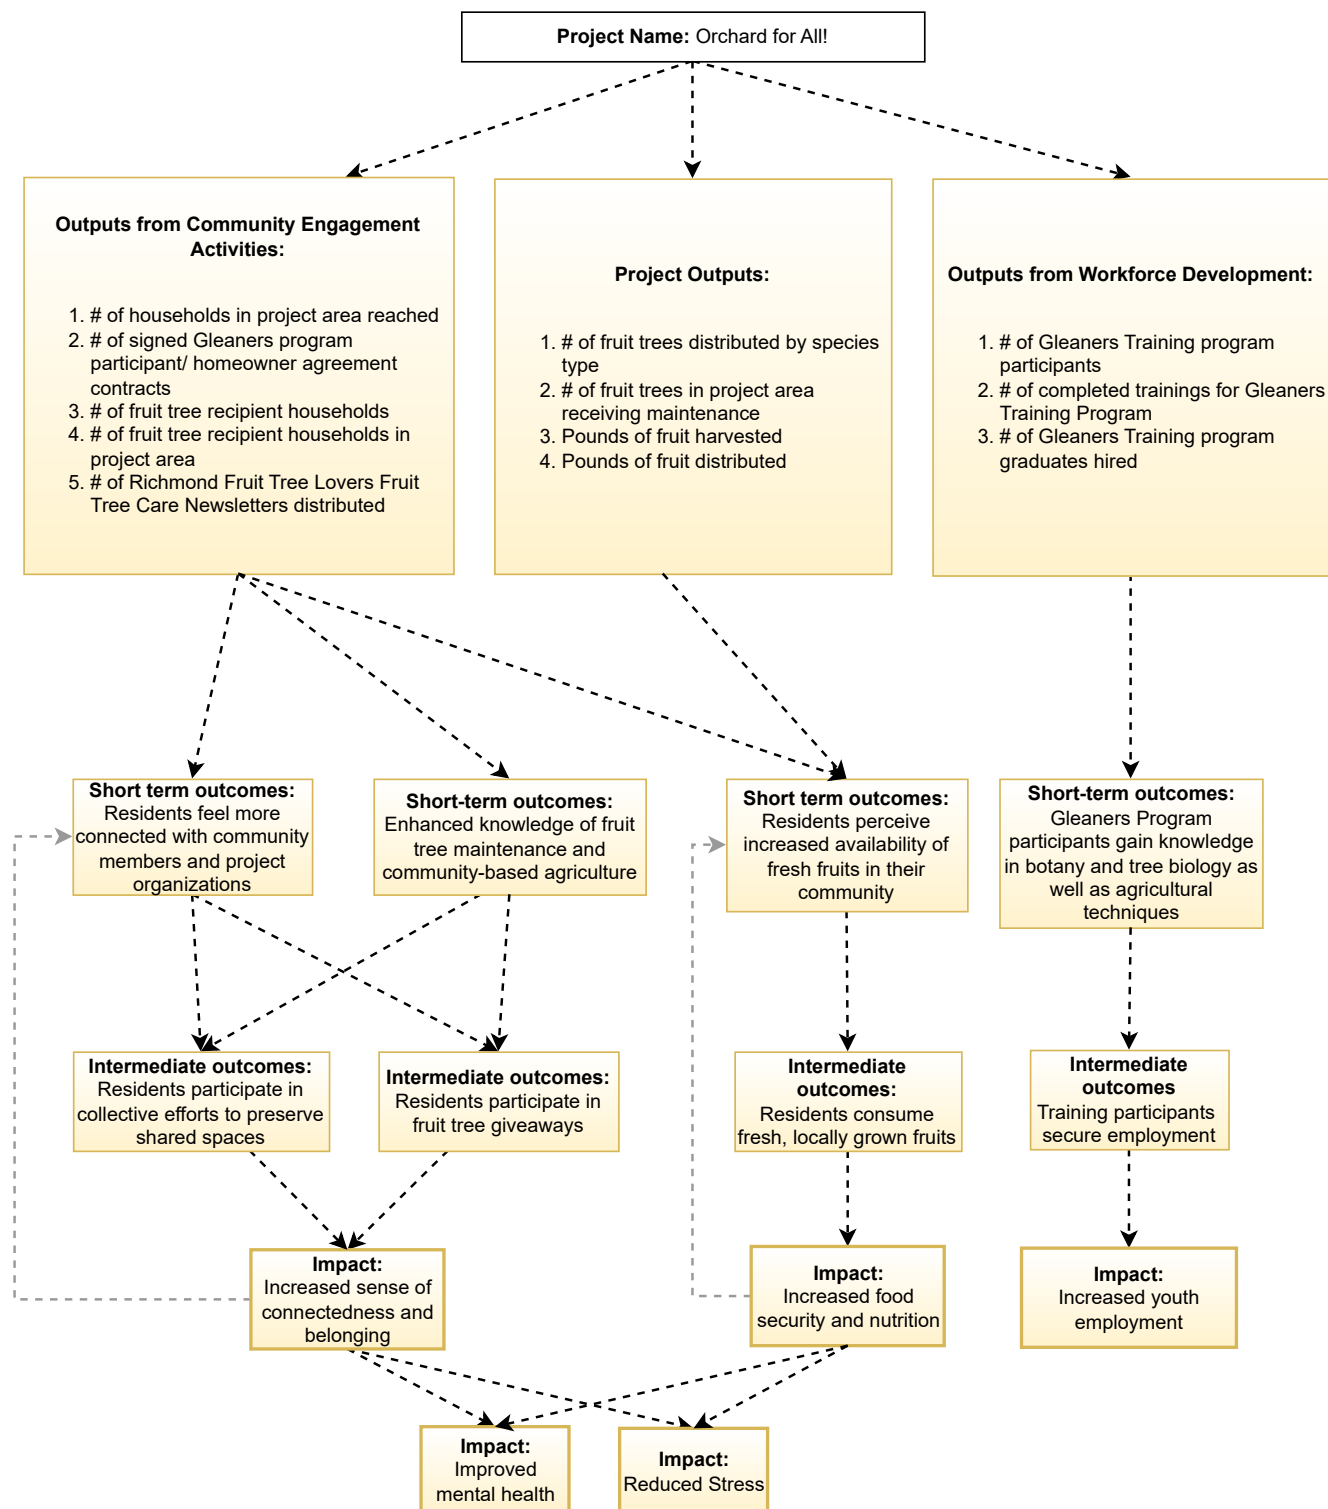 Project Name: Orchard for All!
Outputs from Community Engagement
Activities:
1. # of households in project area reached
2. # of signed Gleaners program
participant/ homeowner agreement
contracts
3. # of fruit tree recipient households
4. # of fruit tree recipient households in
project area
5. # of Richmond Fruit Tree Lovers Fruit
Tree Care Newsletters distributed
Project Outputs:
1. # of fruit trees distributed by species
type
2. # of fruit trees in project area
receiving maintenance
3. Pounds of fruit harvested
4. Pounds of fruit distributed
Outputs from Workforce Development:
1. # of Gleaners Training program
participants
2. # of completed trainings for Gleaners
Training Program
3. # of Gleaners Training program
graduates hired
Short term outcomes:
Residents feel more
connected with community
members and project
organizations
Short-term outcomes:
Enhanced knowledge of fruit
tree maintenance and
community-based agriculture
Short term outcomes:
Residents perceive
increased availability of
fresh fruits in their
community
Short-term outcomes:
Gleaners Program
participants gain knowledge
in botany and tree biology as
well as agricultural
techniques
Intermediate outcomes:
Residents participate in
collective efforts to preserve
shared spaces
Intermediate outcomes:
Residents participate in
fruit tree giveaways
Intermediate
outcomes:
Residents consume
fresh, locally grown fruits
Intermediate
outcomes
Training participants
secure employment
Impact:
Increased sense of
connectedness and
belonging
Impact:
Increased food
security and nutrition
Impact:
Increased youth
employment
Impact:
Improved
mental health
Impact:
Reduced Stress